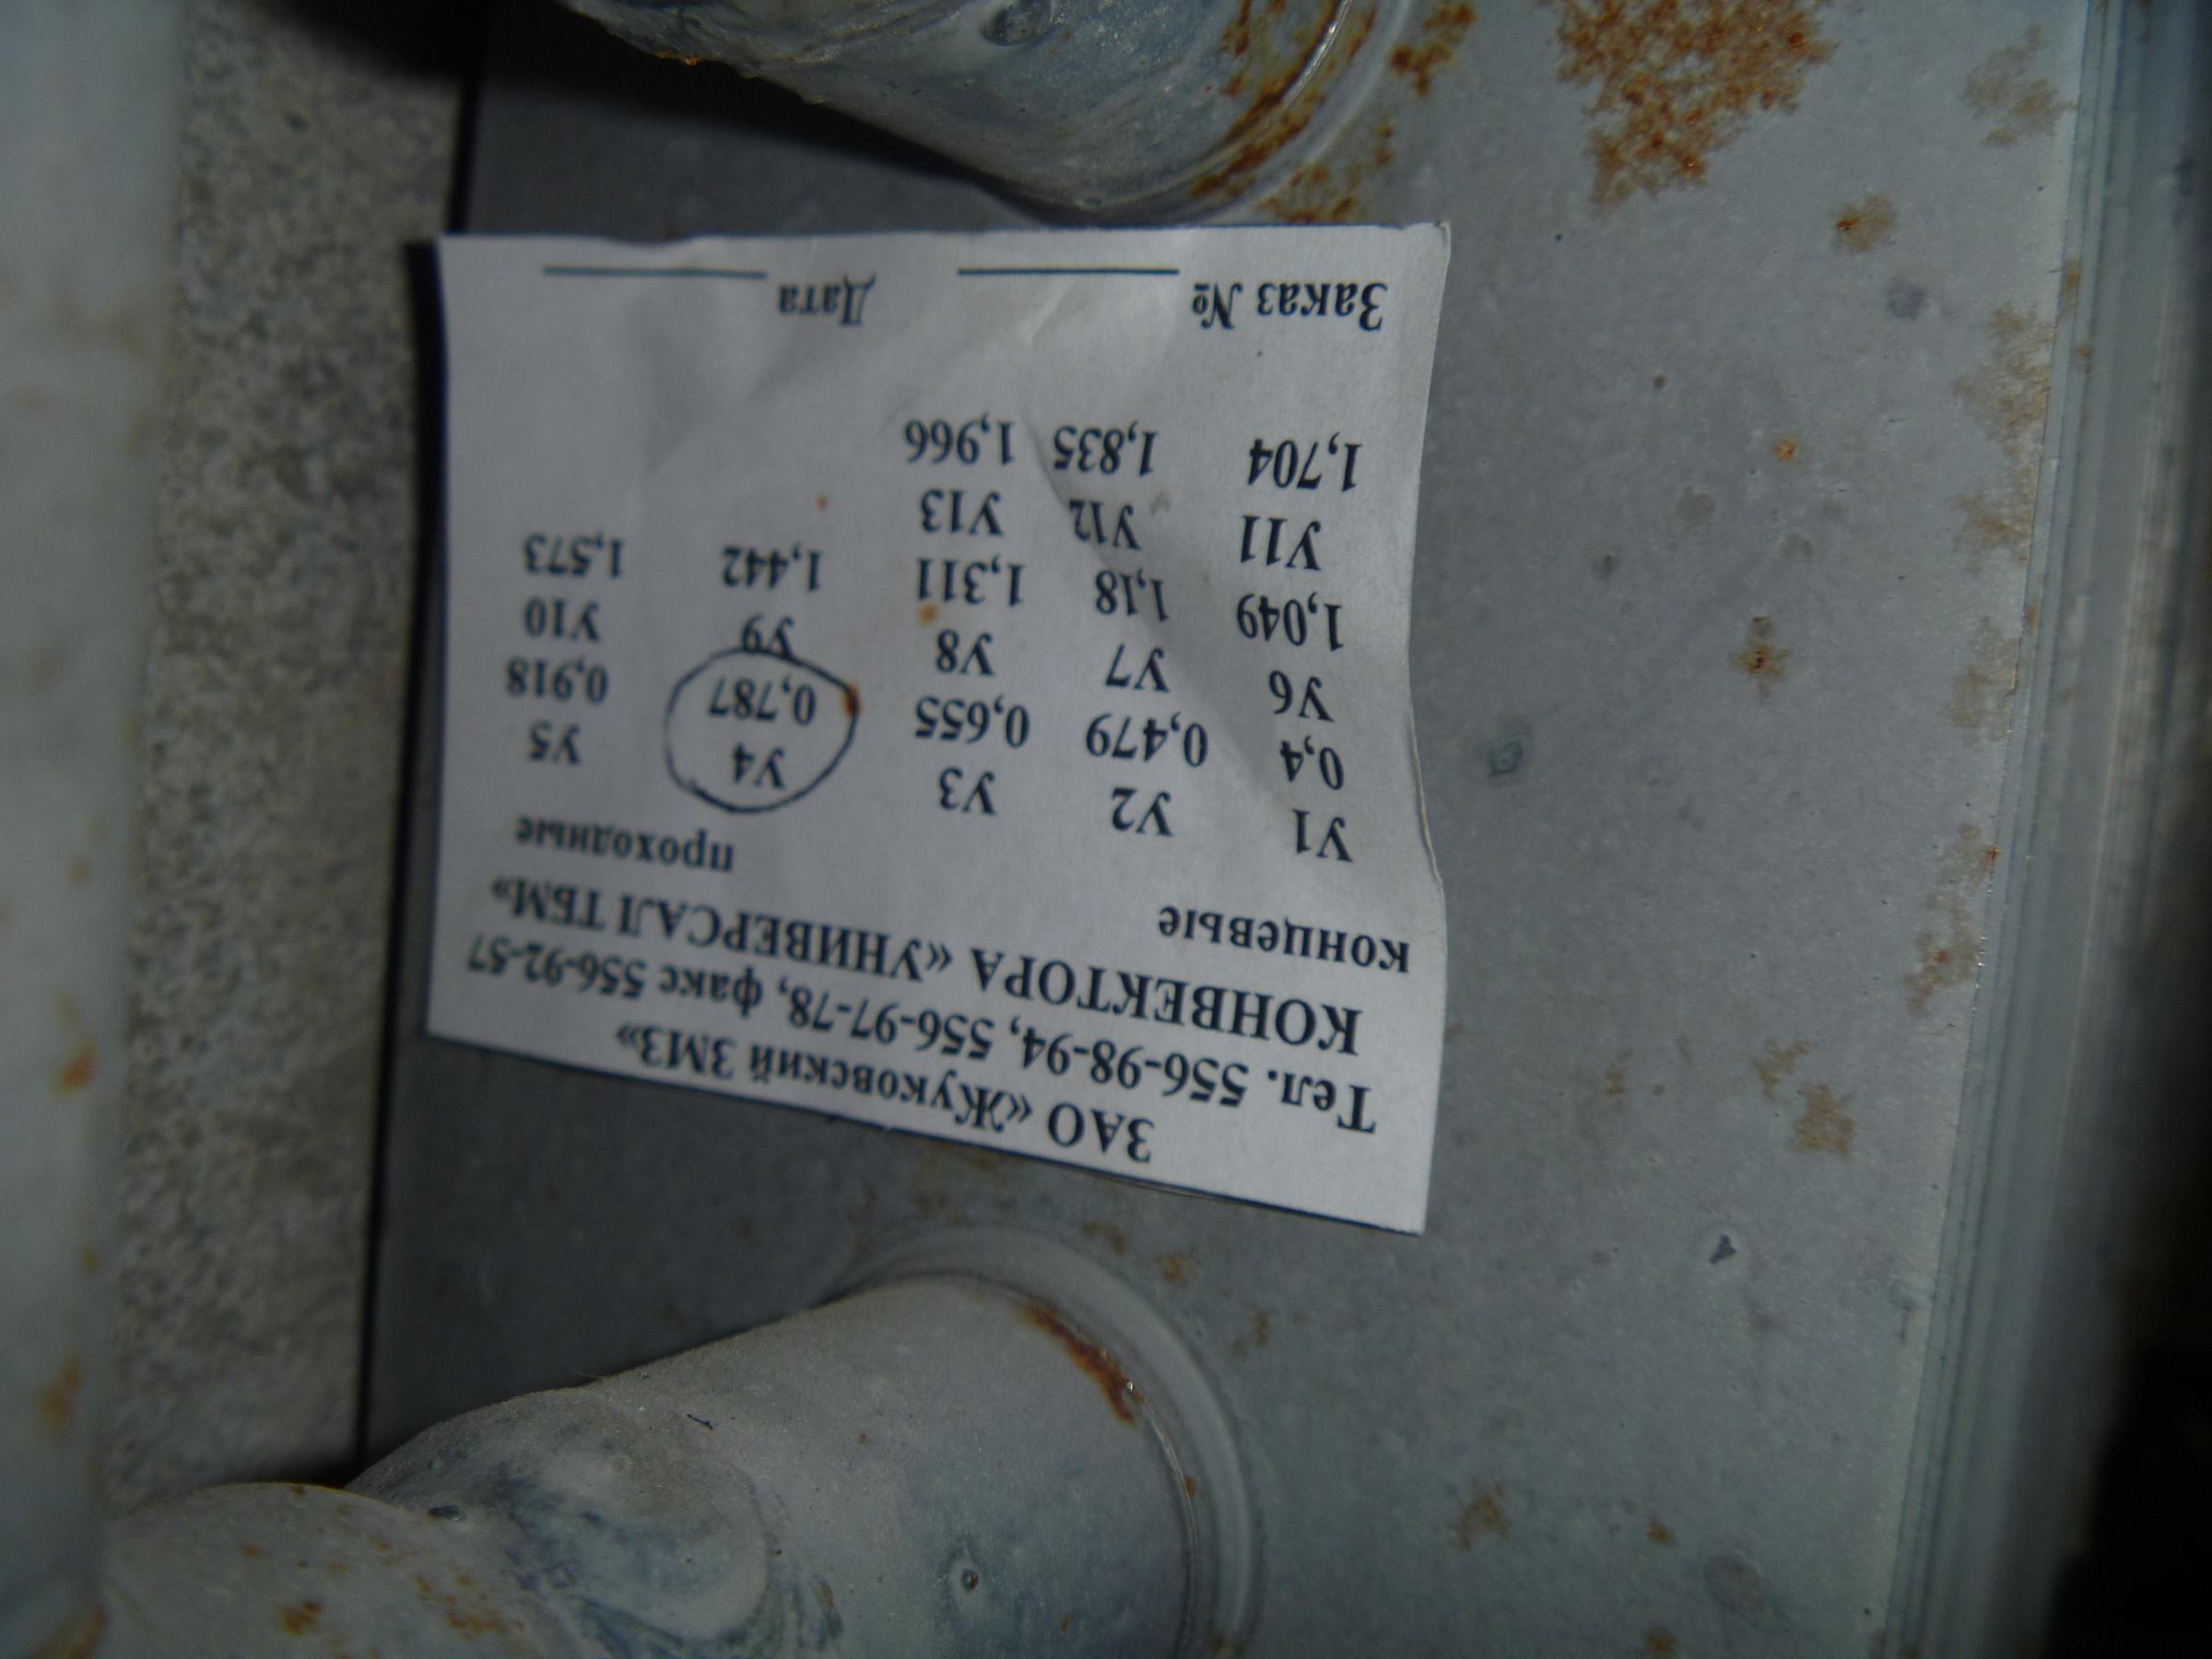 ЗАО «Жуковский ЗМЗ»
Тел. 556-98-94, 556-97-78, факс 556-92-57
КОНВЕКТОРА «УНИВЕРСАЛ ТБМ»
концевые проходные
У1 У2 У3 У4 У5
0,4 0,479 0,655 0,787 0,918
У6 У7 У8 У9 У10
1,049 1,18 1,311 1,442 1,573
У11 У12 У13
1,704 1,835 1,966
Заказ № Дата